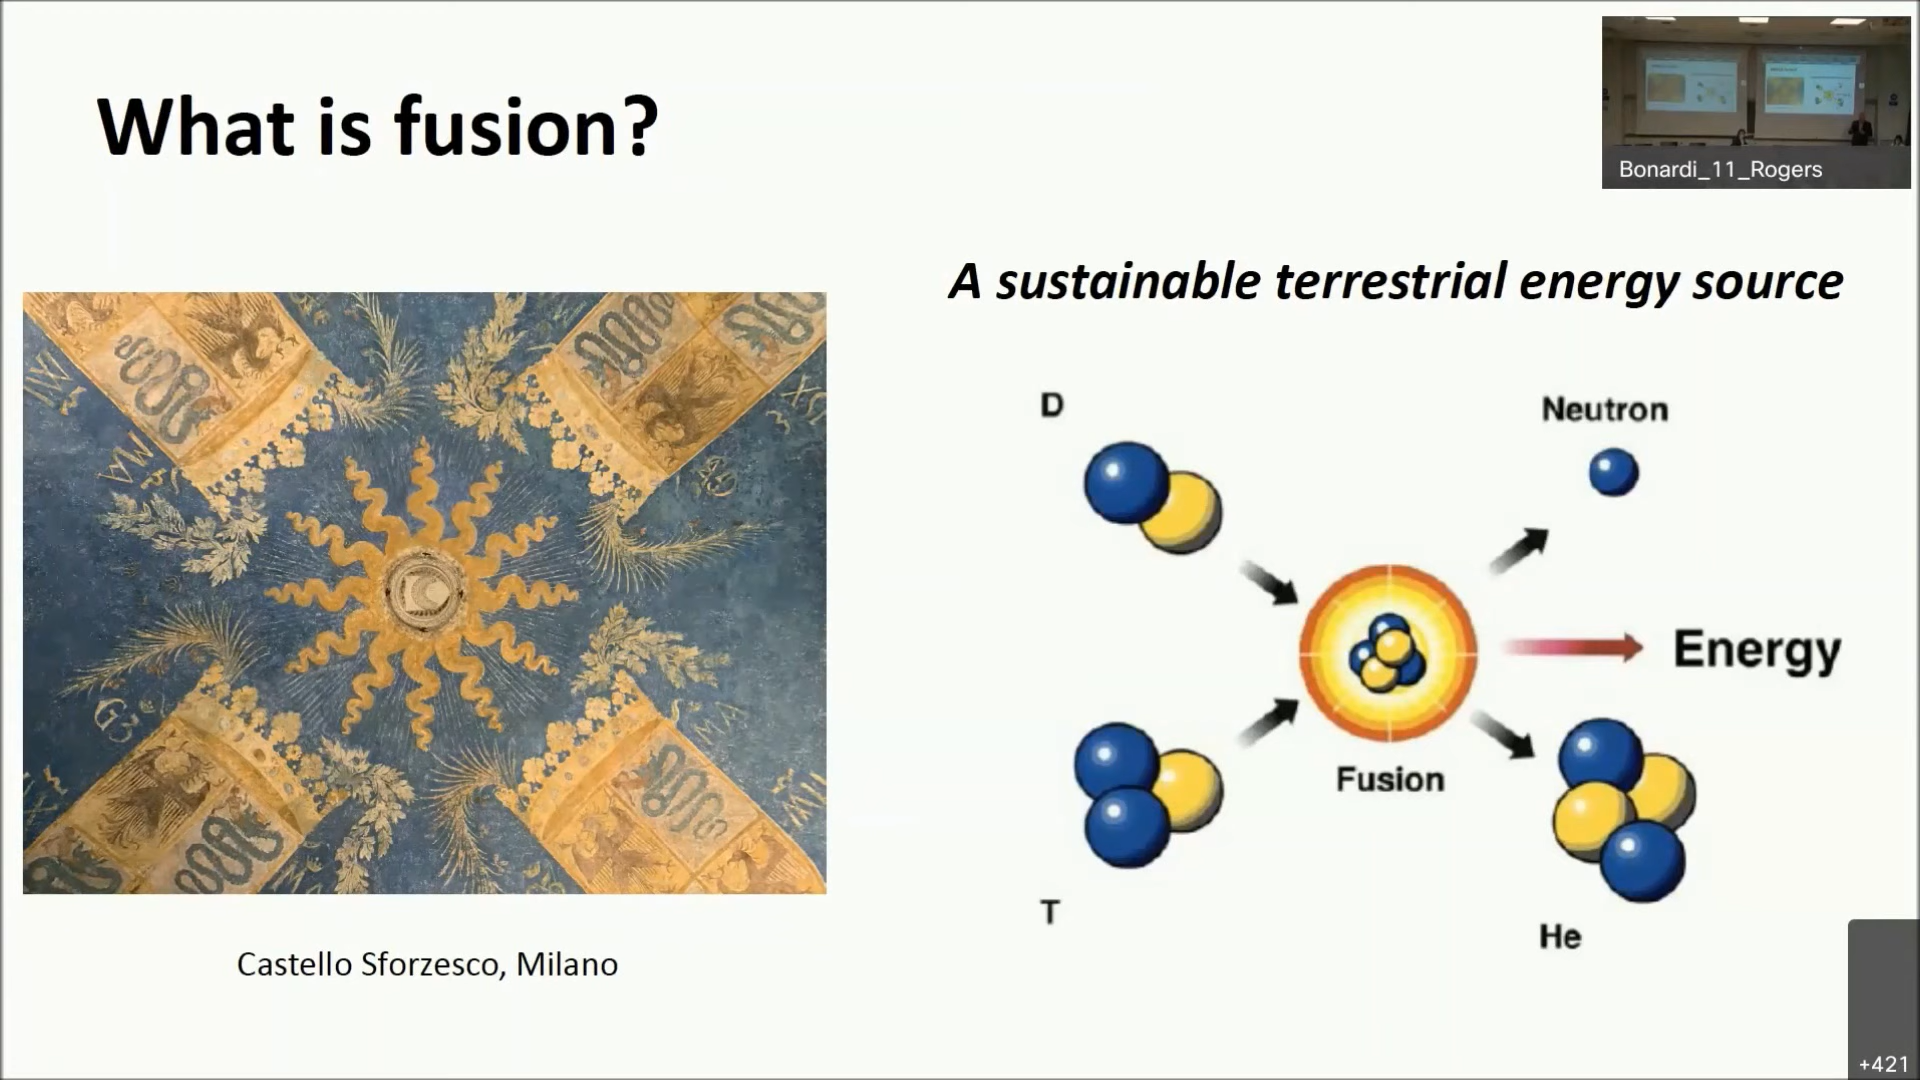 What is fusion?
Bonardi_11_Rogers
A sustainable terrestrial energy source
D
Neutron
Energy
Fusion
T
He
Castello Sforzesco, Milano
+421